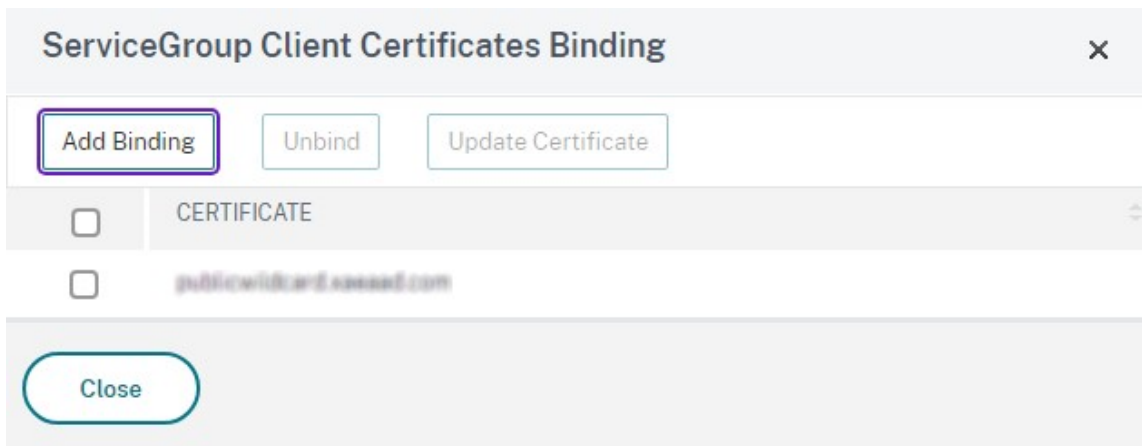 ServiceGroup Client Certificates Binding
Add Binding Unbind Update Certificate
CERTIFICATE
Close